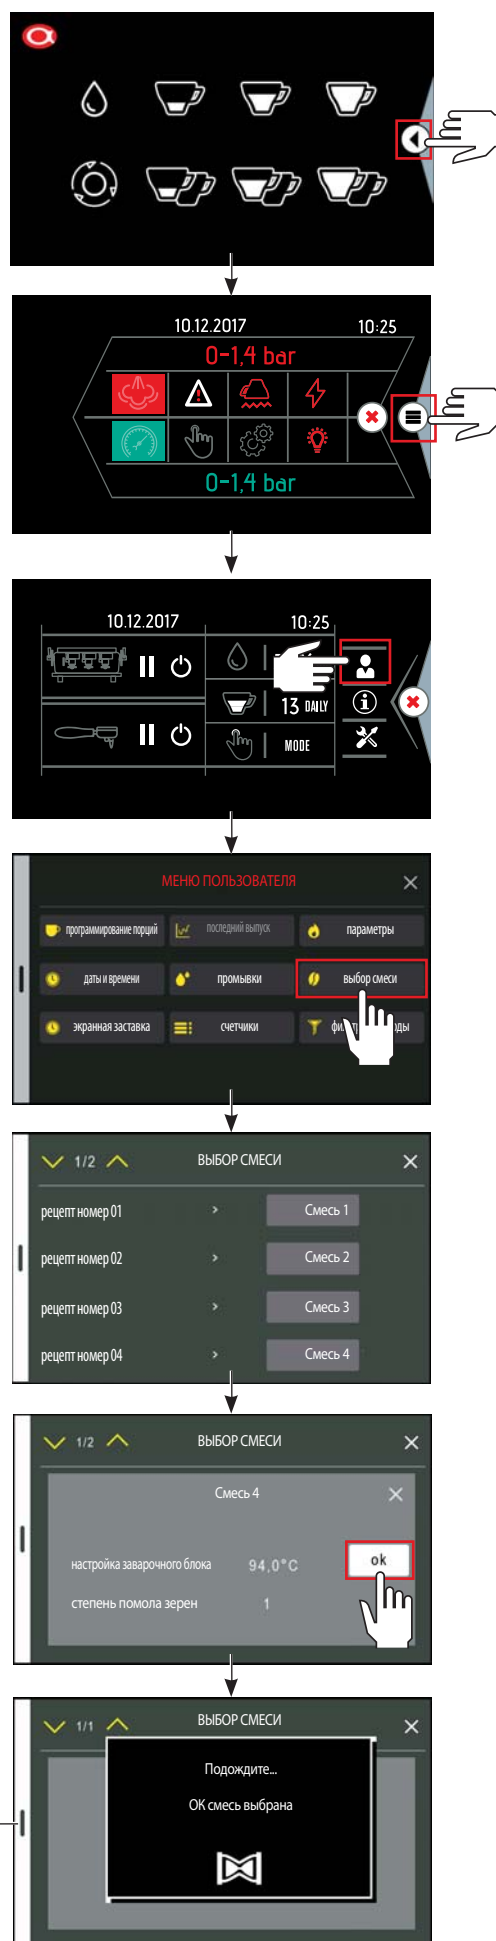 10.12.2017 10:25
0-1,4 bar
0-1,4 bar
10.12.2017 10:25
13 DAILY
MODE
МЕНЮ ПОЛЬЗОВАТЕЛЯ
программирование порций последний выпуск параметры
даты и времени промывки выбор смеси
экранная заставка счетчики
1/2 ВЫБОР СМЕСИ
рецепт номер 01 > Смесь 1
рецепт номер 02 > Смесь 2
рецепт номер 03 > Смесь 3
рецепт номер 04 > Смесь 4
1/2 ВЫБОР СМЕСИ
Смесь 4
настройка заварочного блока 94,0°C ok
степень помола зерен 1
1/1 ВЫБОР СМЕСИ
Подождите...
ОК смесь выбрана